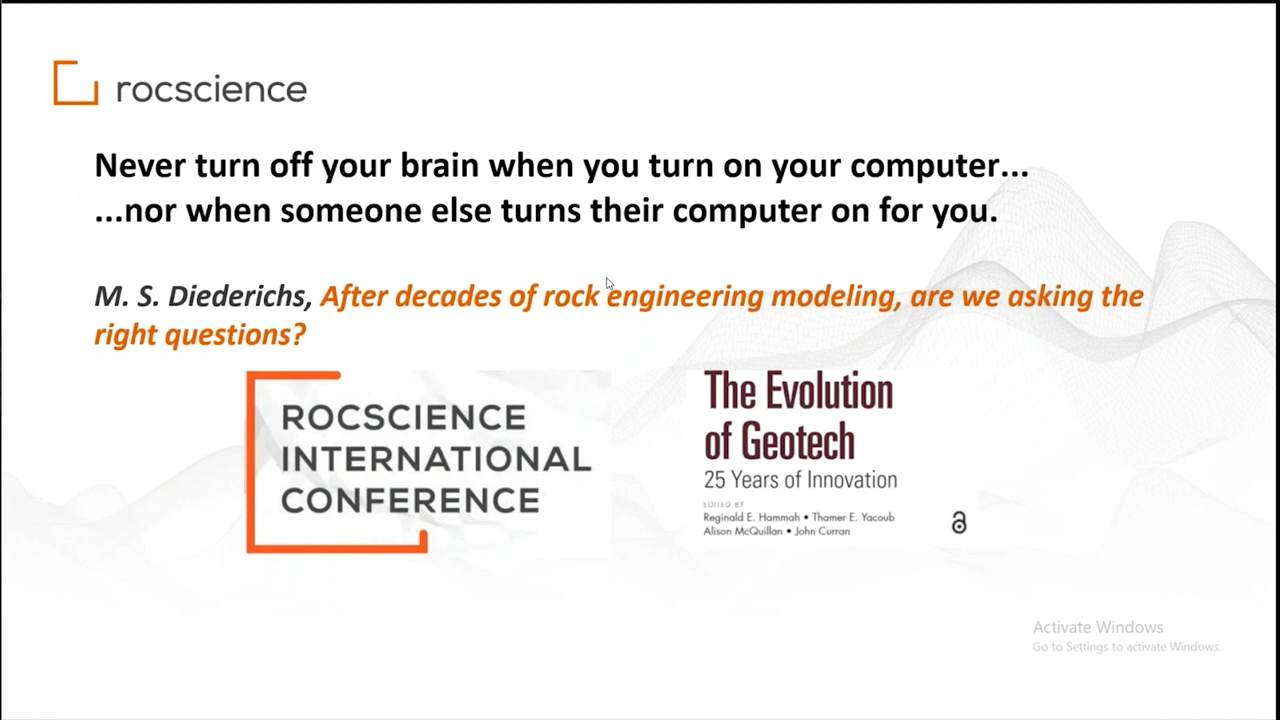 rocscience
Never turn off your brain when you turn on your computer...
...nor when someone else turns their computer on for you.
M. S. Diederichs, After decades of rock engineering modeling, are we asking the
right questions?
ROCSCIENCE
INTERNATIONAL
CONFERENCE
The Evolution
of Geotech
25 Years of Innovation
EDITED BY
Reginald E. Hammah • Thamer E. Yacoub
Alison McQuillan • John Curran
Activate Windows
Go to Settings to activate Windows.